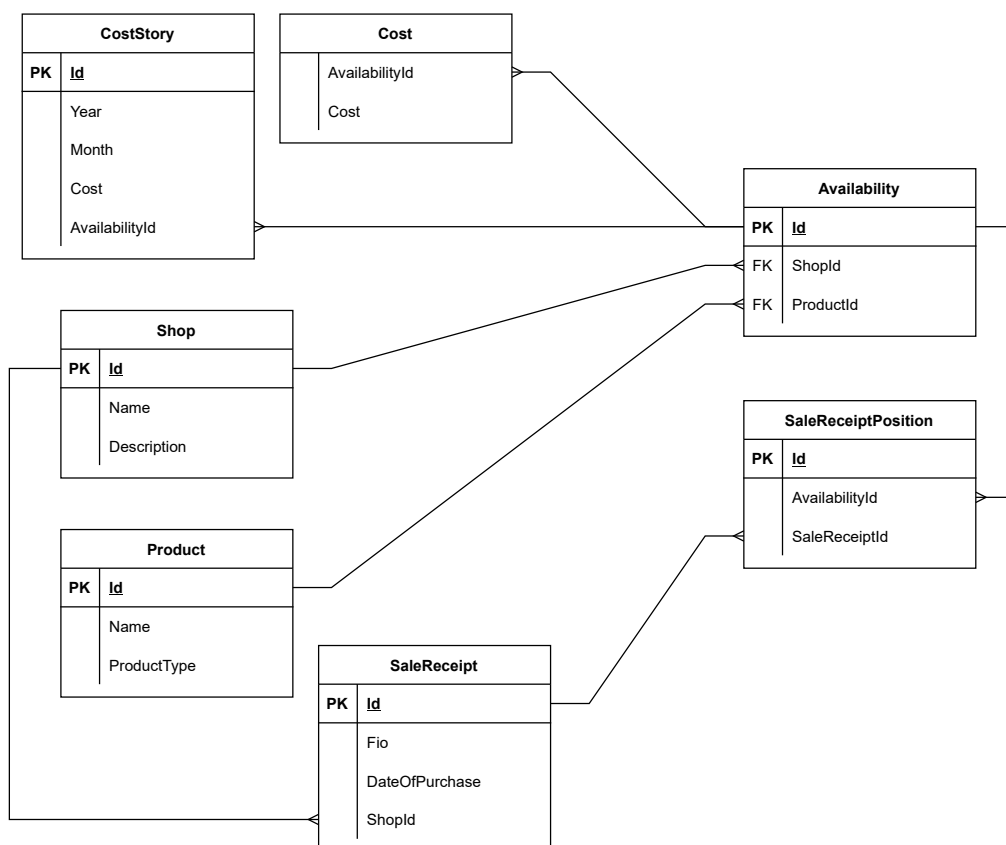 CostStory
PK Id
Year
Month
Cost
AvailabilityId
Cost
AvailabilityId
Cost
Availability
PK Id
FK ShopId
FK ProductId
Shop
PK Id
Name
Description
SaleReceiptPosition
PK Id
AvailabilityId
SaleReceiptId
Product
PK Id
Name
ProductType
SaleReceipt
PK Id
Fio
DateOfPurchase
ShopId